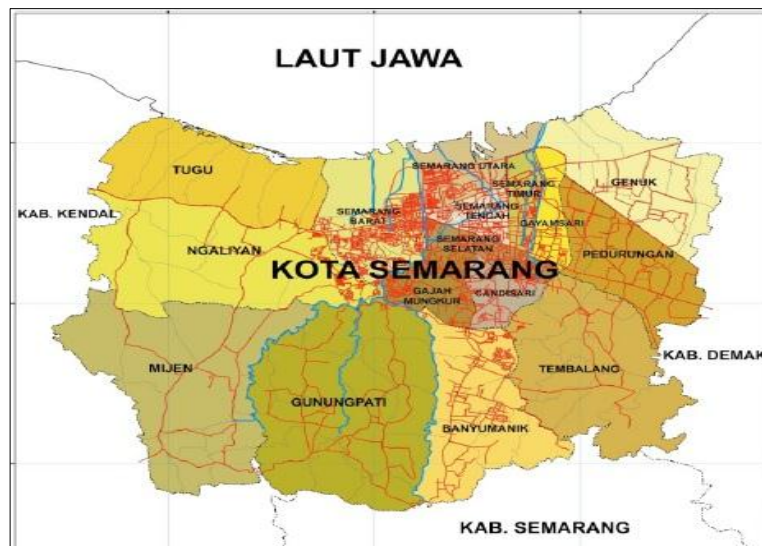 LAUT JAWA
TUGU
SEMARANG UTARA
GENUK
SEMARANG
TIMUR
KAB. KENDAL
SEMARANG
BARAT
SEMARANG
TENGAH
GAYAMSARI
NGALIYAN
SEMARANG
SELATAN
PEDURUNGAN
KOTA SEMARANG
GAJAH
MUNGKUR
CANDISARI
MIJEN
TEMBALANG
KAB. DEMAK
GUNUNGPATI
BANYUMANIK
KAB. SEMARANG